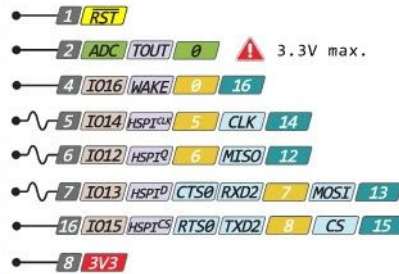 1 RST
2 ADC TOUT 0 3.3V max.
4 IO16 WAKE 0 16
5 IO14 HSPICLK 5 CLK 14
6 IO12 HSPIQ 6 MISO 12
7 IO13 HSPID CTS0 RXD2 7 MOSI 13
16 IO15 HSPICS RTS0 TXD2 8 CS 15
8 3V3